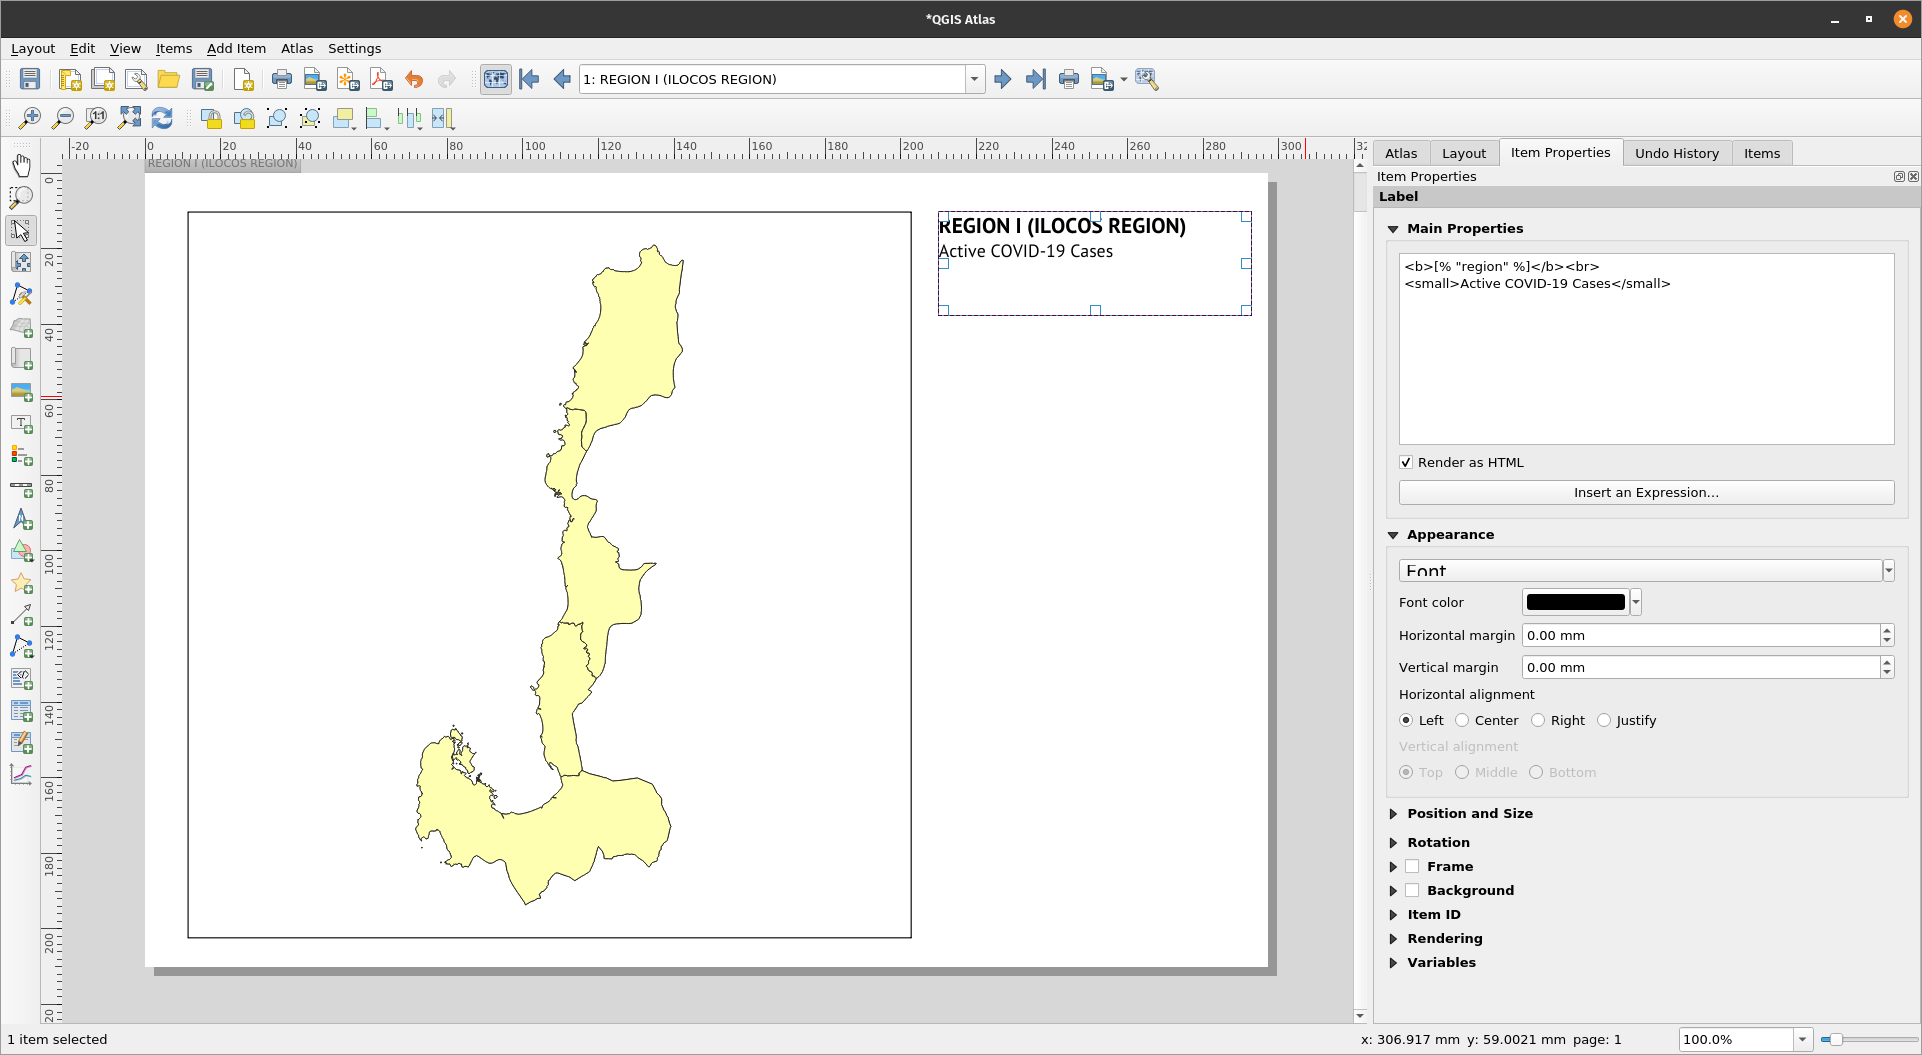 *QGIS Atlas
Layout Edit View Items Add Item Atlas Settings
1: REGION I (ILOCOS REGION)
1:1
-20 0 20 40 60 80 100 120 140 160 180 200 220 240 260 280 300 32
REGION I (ILOCOS REGION)
0
20
40
60
80
100
120
140
160
180
200
20
REGION I (ILOCOS REGION)
Active COVID-19 Cases
Atlas Layout Item Properties Undo History Items
Item Properties
Label
Main Properties
<b>[% "region" %]</b><br>
<small>Active COVID-19 Cases</small>
Render as HTML
Insert an Expression...
Appearance
Font
Font color
Horizontal margin 0.00 mm
Vertical margin 0.00 mm
Horizontal alignment
Left Center Right Justify
Vertical alignment
Top Middle Bottom
Position and Size
Rotation
Frame
Background
Item ID
Rendering
Variables
1 item selected
x: 306.917 mm y: 59.0021 mm page: 1 100.0%